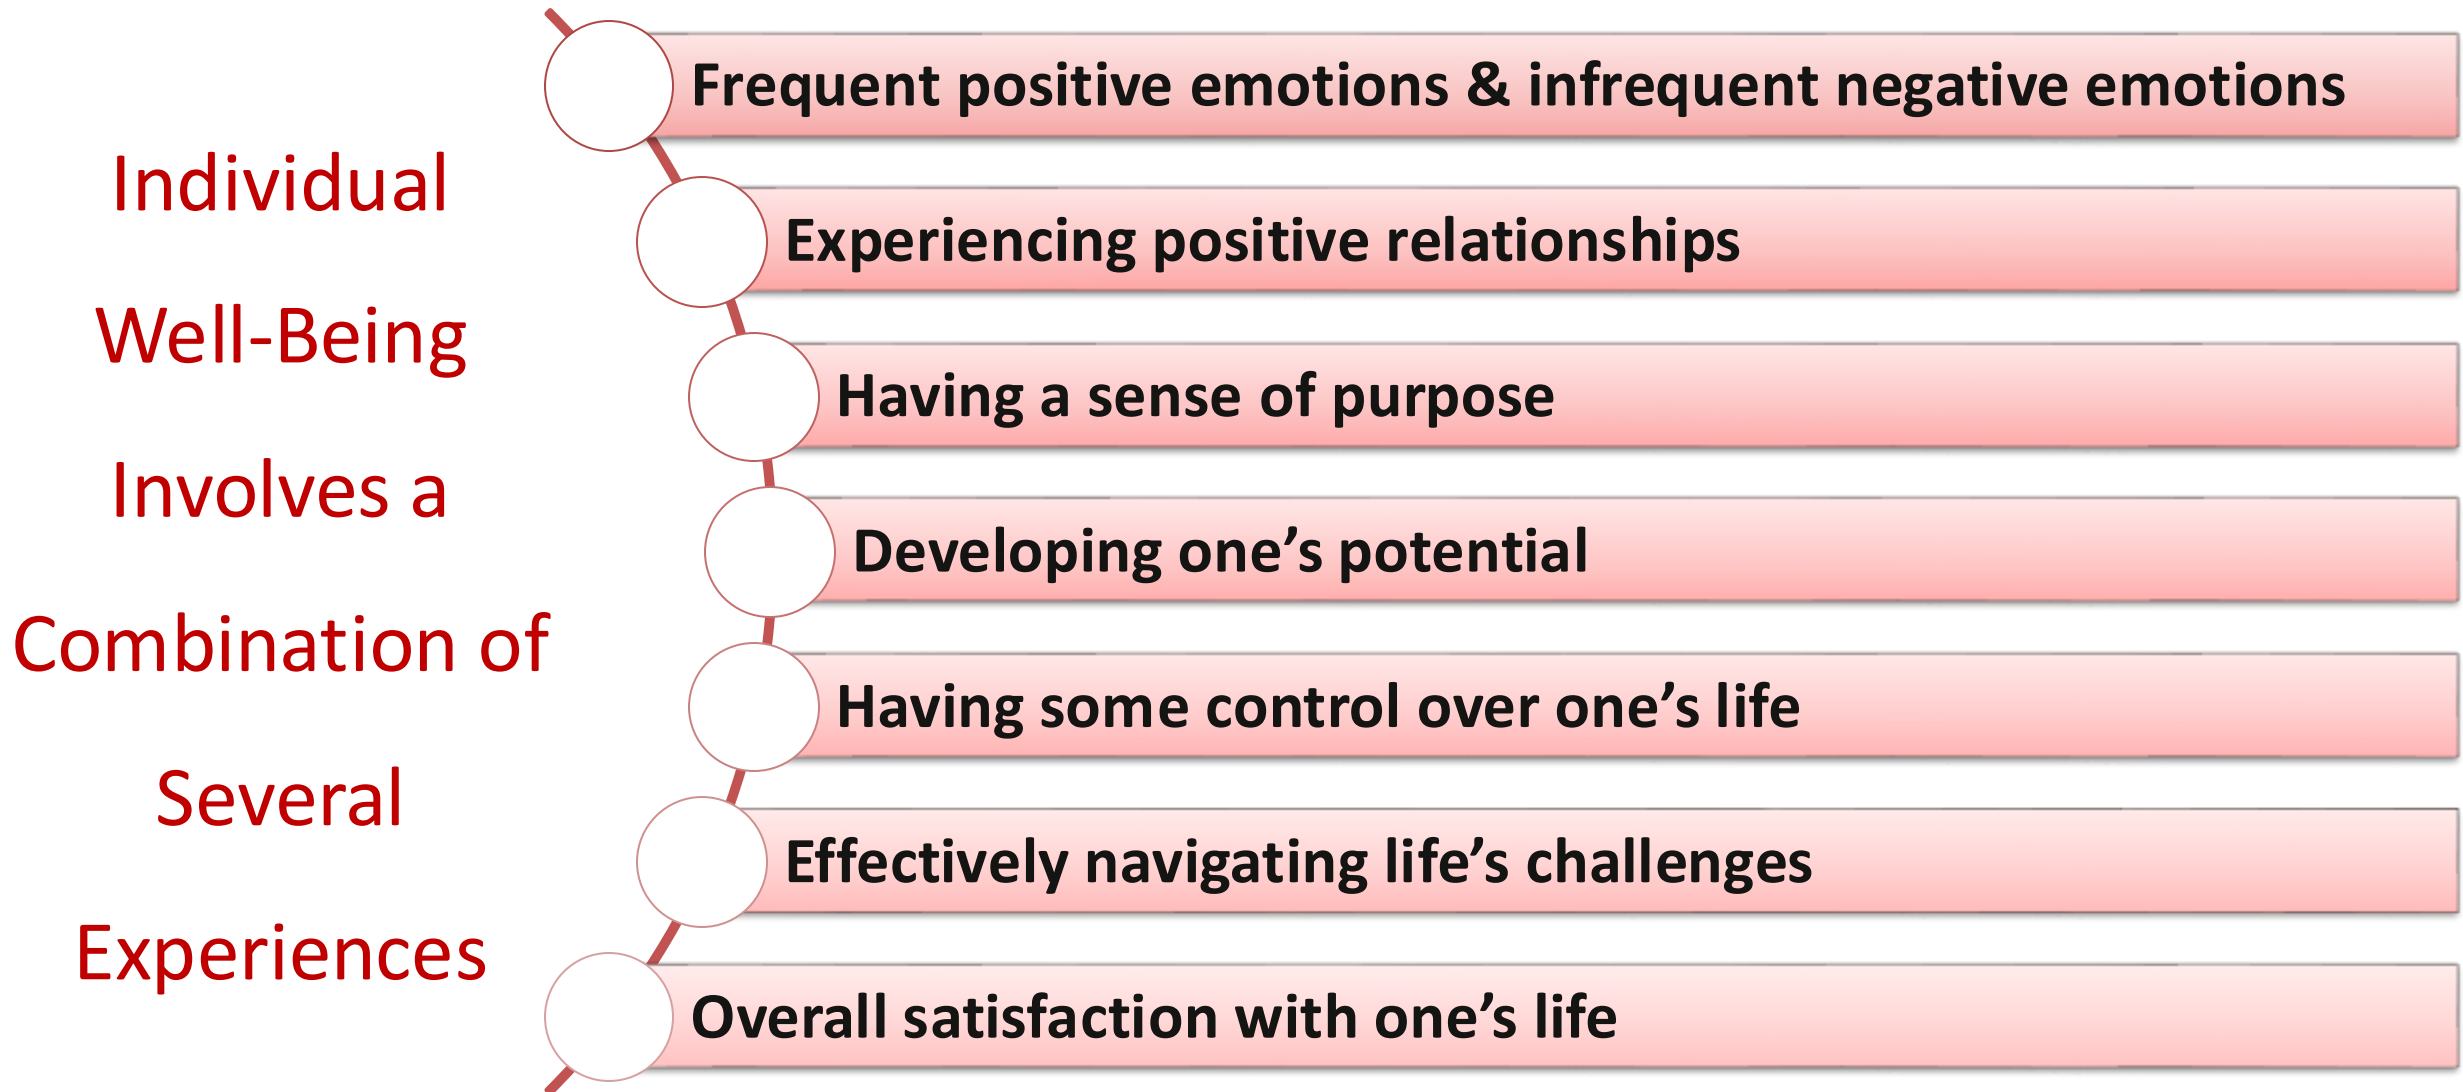 Individual
Well-Being
Involves a
Combination of
Several
Experiences
Frequent positive emotions & infrequent negative emotions
Experiencing positive relationships
Having a sense of purpose
Developing one’s potential
Having some control over one’s life
Effectively navigating life’s challenges
Overall satisfaction with one’s life